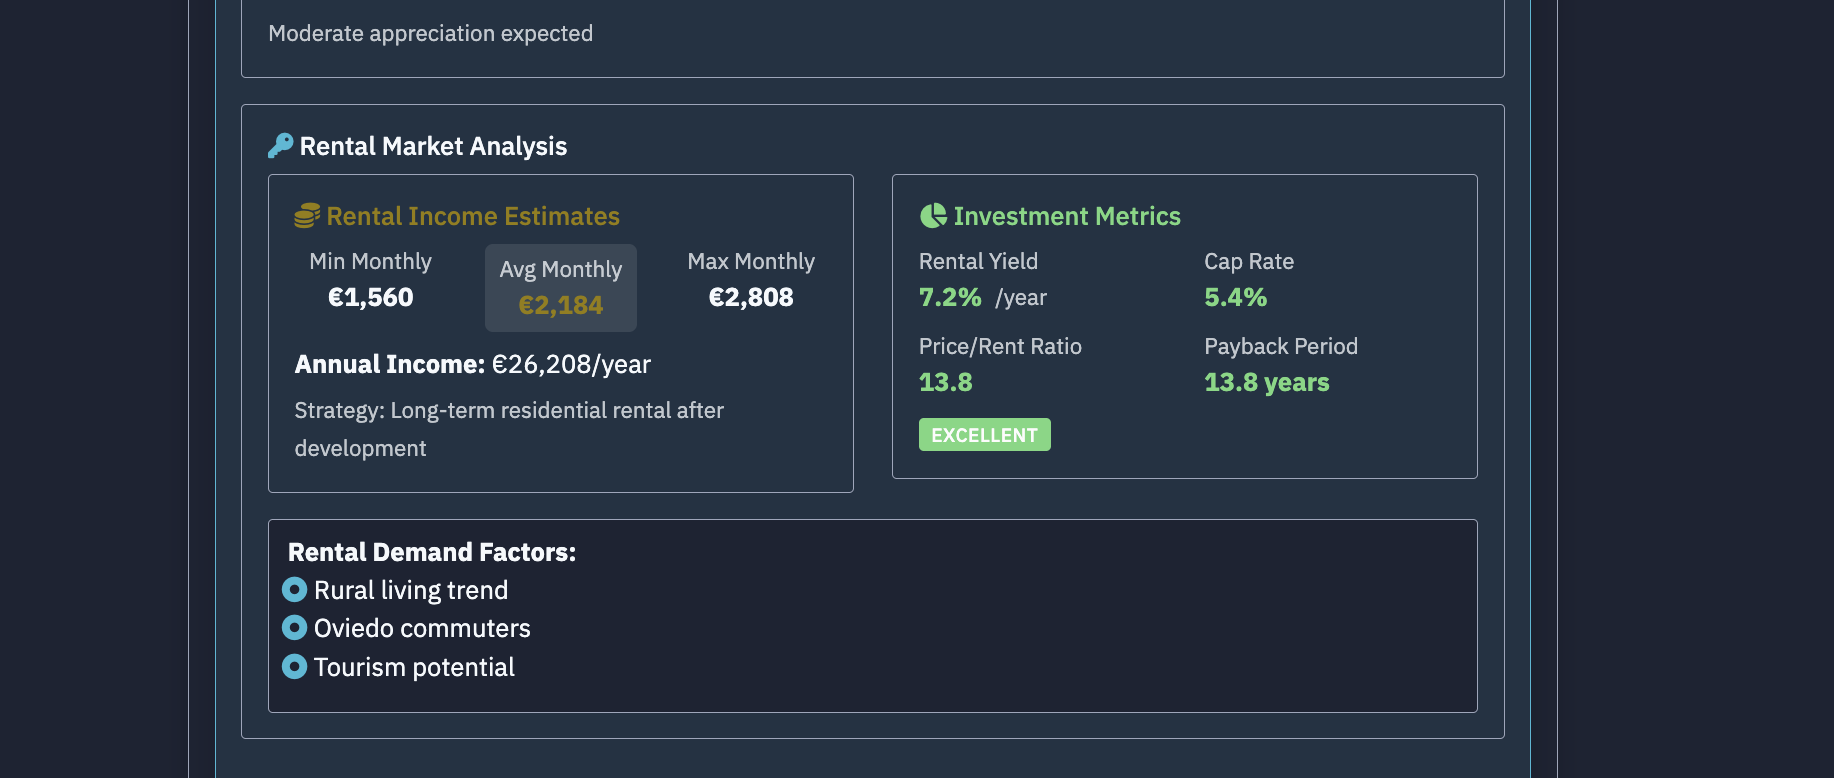 Moderate appreciation expected
Rental Market Analysis
Rental Income Estimates
Min Monthly
€1,560
Avg Monthly
€2,184
Max Monthly
€2,808
Annual Income: €26,208/year
Strategy: Long-term residential rental after
development
Investment Metrics
Rental Yield
7.2% /year
Cap Rate
5.4%
Price/Rent Ratio
13.8
Payback Period
13.8 years
EXCELLENT
Rental Demand Factors:
Rural living trend
Oviedo commuters
Tourism potential